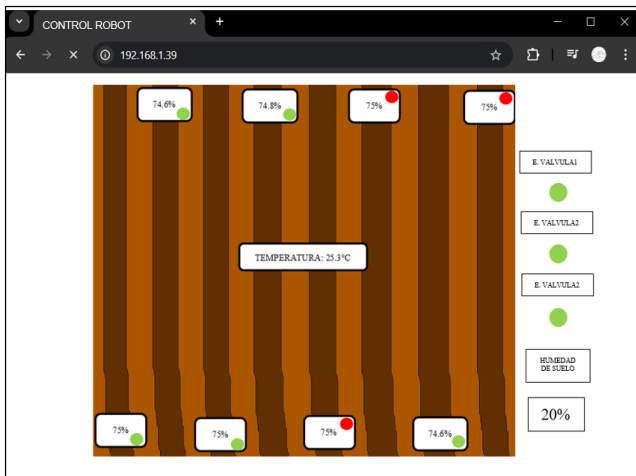 CONTROL ROBOT
192.168.1.39
74.6%
74.8%
75%
75%
E. VALVULA1
E. VALVULA2
TEMPERATURA: 25.3°C
E. VALVULA2
HUMEDAD
DE SUELO
20%
75%
75%
75%
74.6%